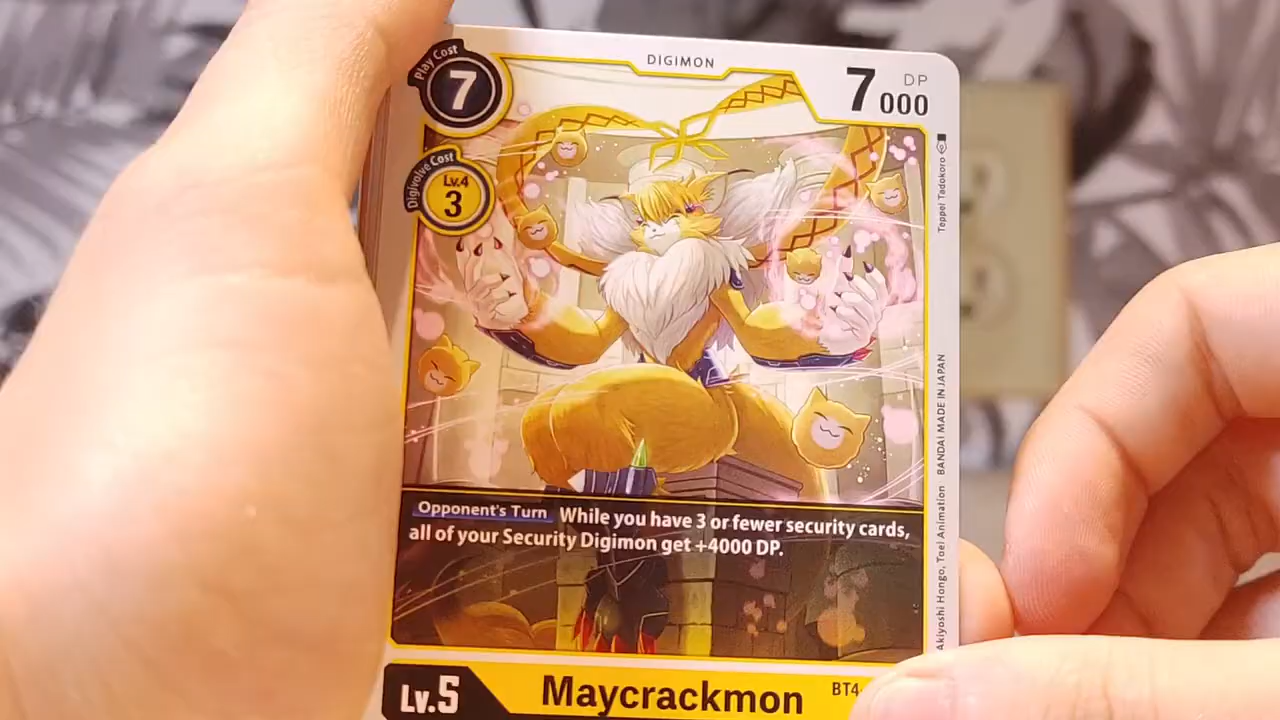 Play Cost
7
DIGIMON
7000 DP
Digivolve Cost
Lv.4
3
Teppei Tadokoro
Akiyoshi Hongo, Toei Animation BANDAI MADE IN JAPAN
Opponent's Turn While you have 3 or fewer security cards,
all of your Security Digimon get +4000 DP.
Lv.5
Maycrackmon
BT4-